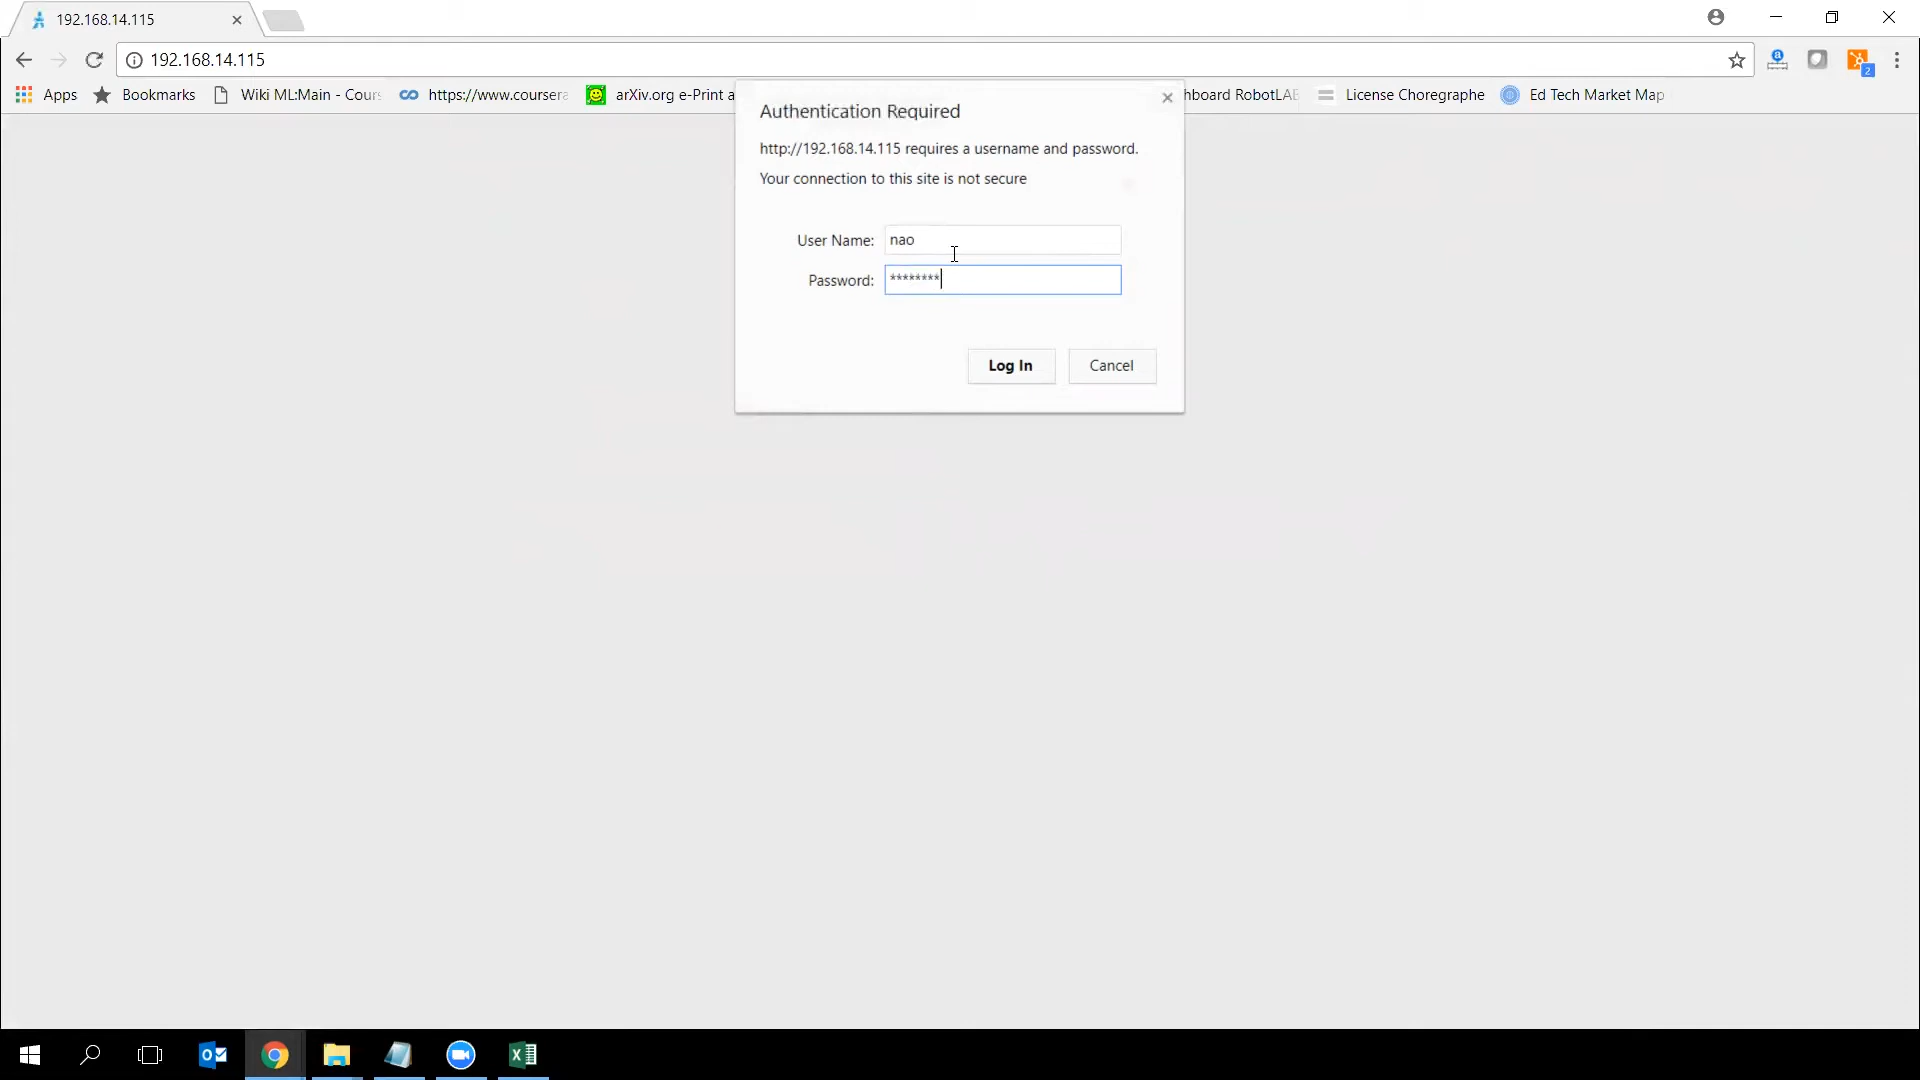 192.168.14.115
192.168.14.115
Apps
Bookmarks
Wiki ML:Main - Cour
https://www.coursera
arXiv.org e-Print a
hboard RobotLAB
License Choregraphe
Ed Tech Market Map
2
Authentication Required
http://192.168.14.115 requires a username and password.
Your connection to this site is not secure
User Name: nao
Password: ********
Log In
Cancel